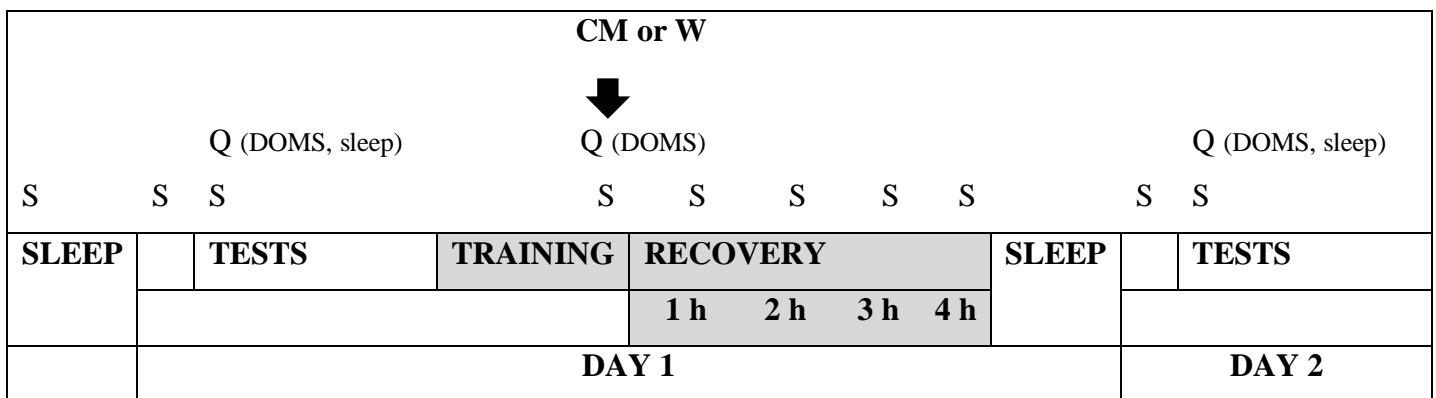 CM or W
Q (DOMS, sleep) Q (DOMS) Q (DOMS, sleep)
S S S S S S S S S S
SLEEP TESTS TRAINING RECOVERY SLEEP TESTS
1 h 2 h 3 h 4 h
DAY 1 DAY 2